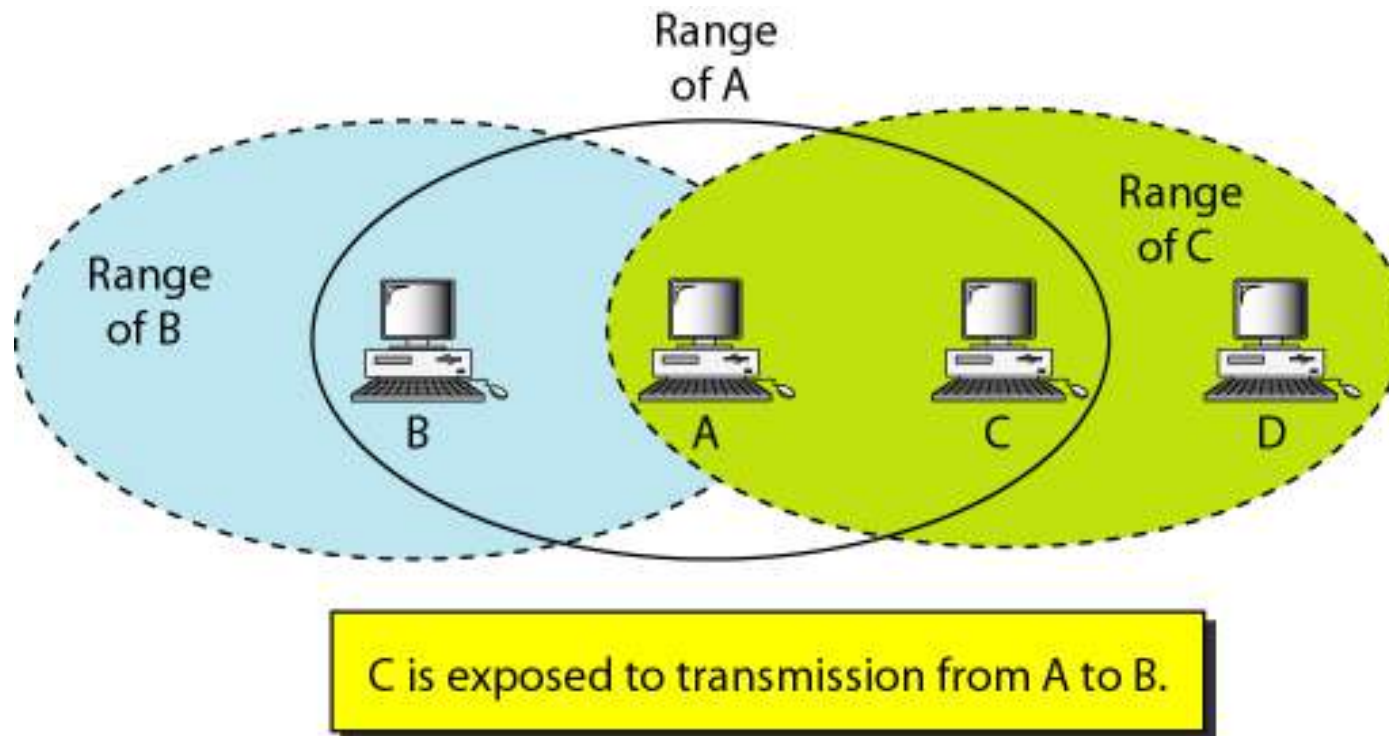 Range
of A
Range
of B
Range
of C
B
A
C
D
C is exposed to transmission from A to B.